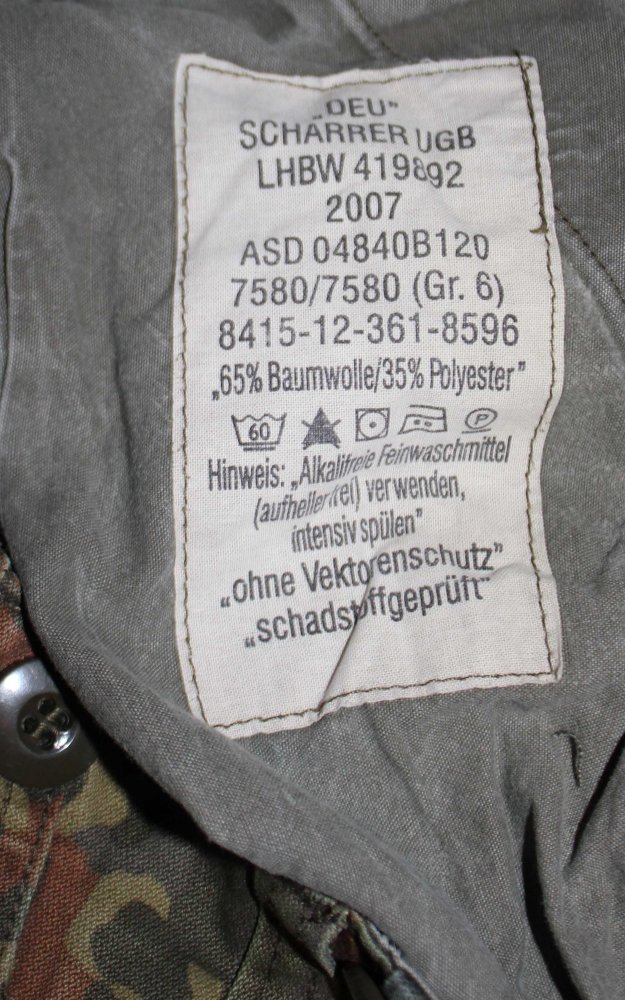 „DEU"
SCHÄRRER UGB
LHBW 419892
2007
ASD 04840B120
7580/7580 (Gr. 6)
8415-12-361-8596
„65% Baumwolle/35% Polyester"
60 P
Hinweis: „Alkalifreie Feinwaschmittel
(aufhellerfrei) verwenden,
intensiv spülen"
„ohne Vektorenschutz"
„schadstoffgeprüft"